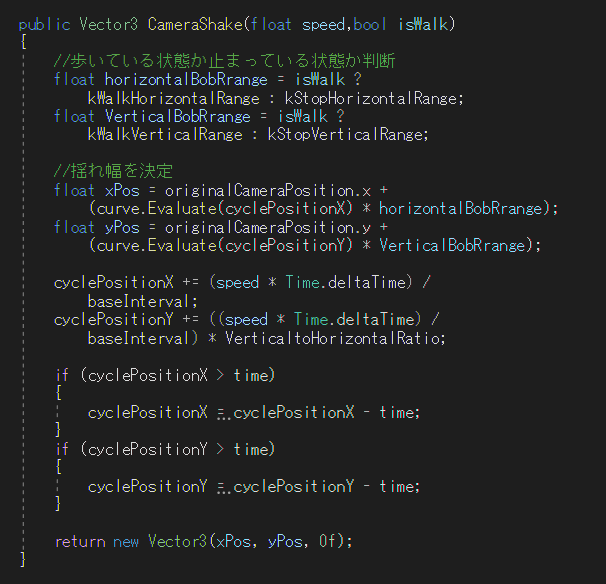 public Vector3 CameraShake(float speed,bool isWalk)
{
//歩いている状態か止まっている状態か判断
float horizontalBobRrange = isWalk ?
kWalkHorizontalRange : kStopHorizontalRange;
float VerticalBobRrange = isWalk ?
kWalkVerticalRange : kStopVerticalRange;
//揺れ幅を決定
float xPos = originalCameraPosition.x +
(curve.Evaluate(cyclePositionX) * horizontalBobRrange);
float yPos = originalCameraPosition.y +
(curve.Evaluate(cyclePositionY) * VerticalBobRrange);
cyclePositionX += (speed * Time.deltaTime) /
baseInterval;
cyclePositionY += ((speed * Time.deltaTime) /
baseInterval) * VerticaltoHorizontalRatio;
if (cyclePositionX > time)
{
cyclePositionX = cyclePositionX - time;
}
if (cyclePositionY > time)
{
cyclePositionY = cyclePositionY - time;
}
return new Vector3(xPos, yPos, 0f);
}